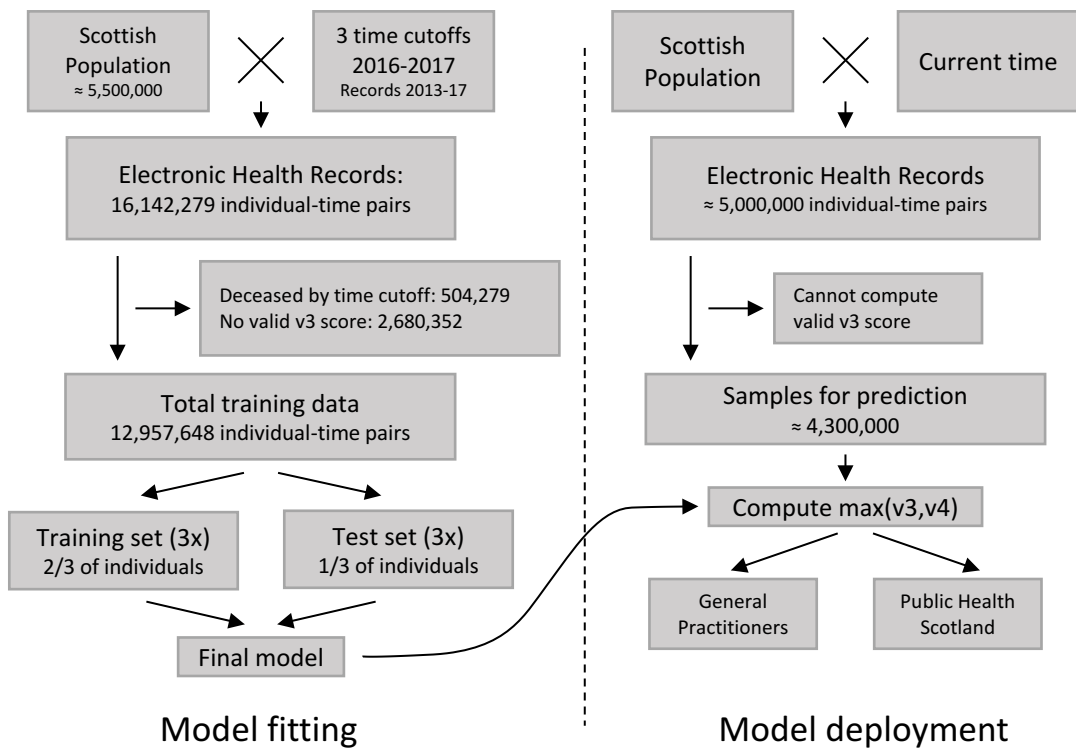 Scottish
Population
≈ 5,500,000
3 time cutoffs
2016-2017
Records 2013-17
Electronic Health Records:
16,142,279 individual-time pairs
Deceased by time cutoff: 504,279
No valid v3 score: 2,680,352
Total training data
12,957,648 individual-time pairs
Training set (3x)
2/3 of individuals
Test set (3x)
1/3 of individuals
Final model
Model fitting
Scottish
Population
Current time
Electronic Health Records
≈ 5,000,000 individual-time pairs
Cannot compute
valid v3 score
Samples for prediction
≈ 4,300,000
Compute max(v3,v4)
General
Practitioners
Public Health
Scotland
Model deployment